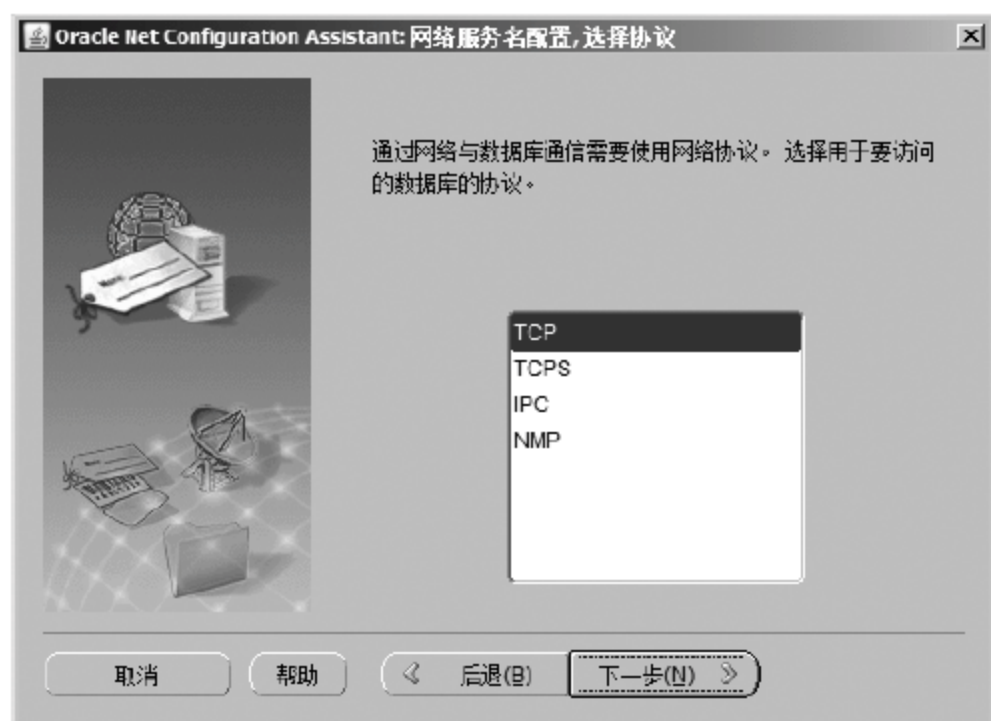 Oracle Net Configuration Assistant: 网络服务名配置, 选择协议
通过网络与数据库通信需要使用网络协议。 选择用于要访问
的数据库的协议。
TCP
TCPS
IPC
NMP
取消
帮助
后退(B)
下一步(N)